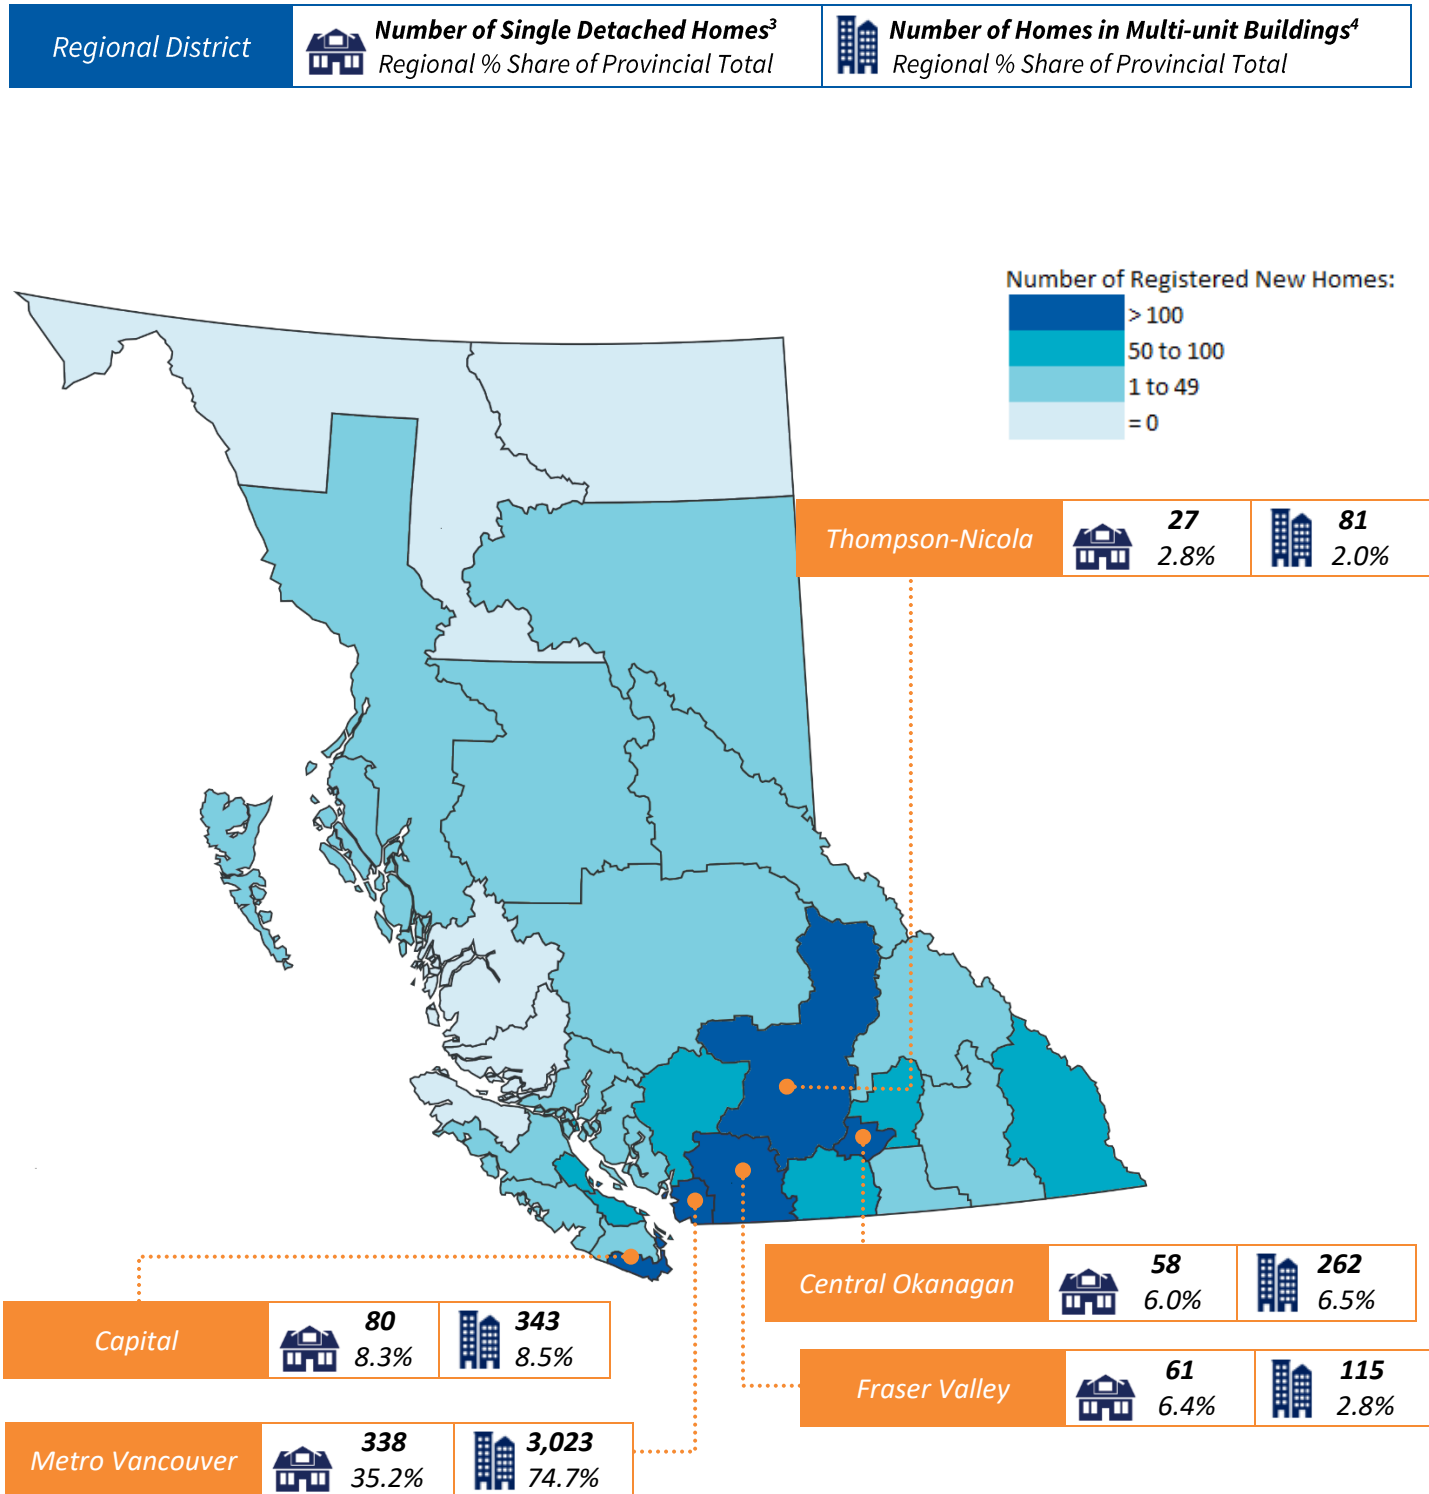 Regional District
Number of Single Detached Homes³
Regional % Share of Provincial Total
Number of Homes in Multi-unit Buildings⁴
Regional % Share of Provincial Total
Number of Registered New Homes:
> 100
50 to 100
1 to 49
= 0
Thompson-Nicola
27
2.8%
81
2.0%
Central Okanagan
58
6.0%
262
6.5%
Capital
80
8.3%
343
8.5%
Fraser Valley
61
6.4%
115
2.8%
Metro Vancouver
338
35.2%
3,023
74.7%